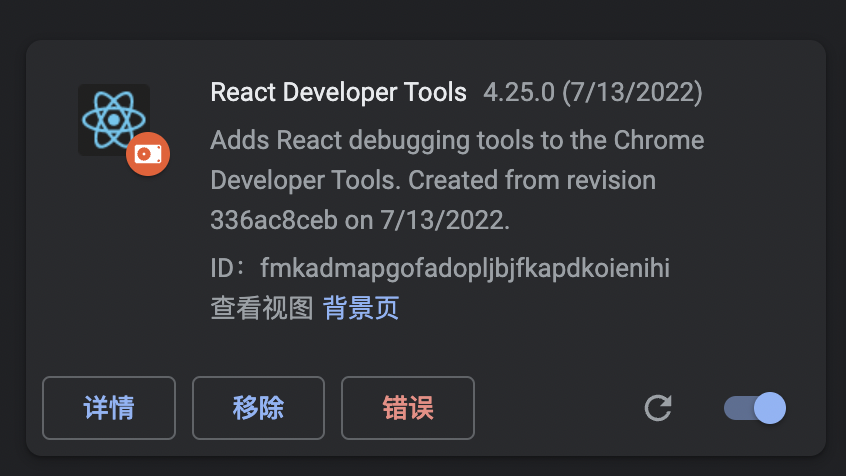 React Developer Tools 4.25.0 (7/13/2022)
Adds React debugging tools to the Chrome
Developer Tools. Created from revision
336ac8ceb on 7/13/2022.
ID：fmkadmapgofadopljbjfkapdkoienihi
查看视图 背景页
详情 移除 错误